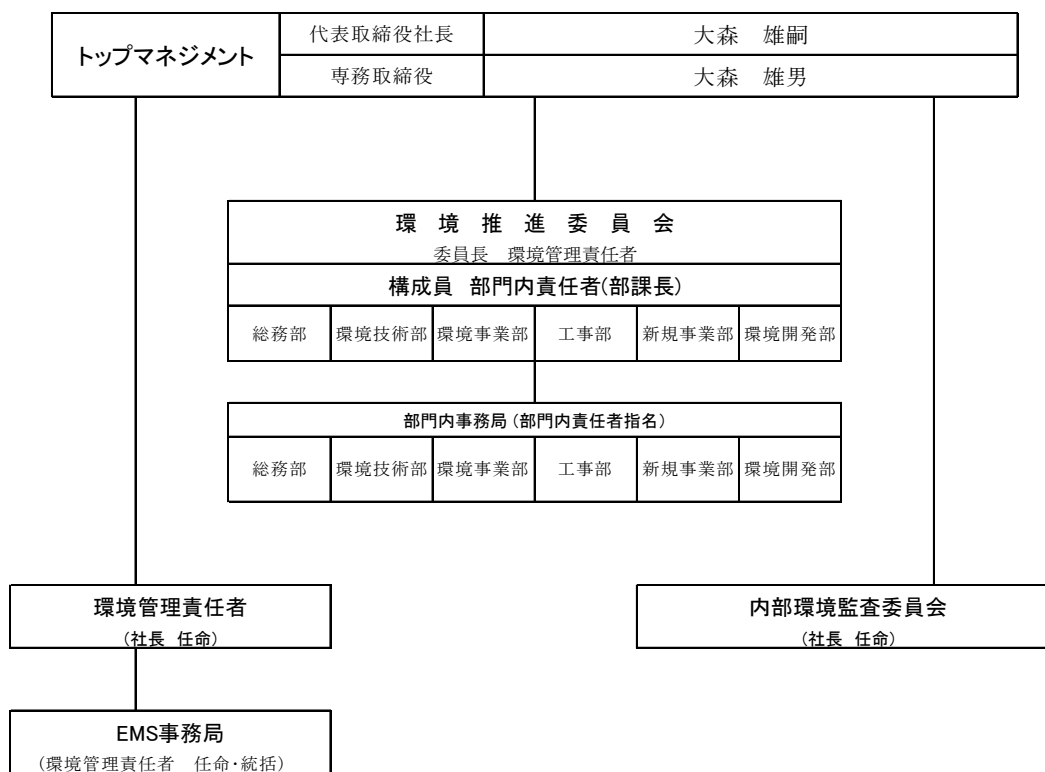 トップマネジメント
代表取締役社長 大森 雄嗣
専務取締役 大森 雄男
環 境 推 進 委 員 会
委員長 環境管理責任者
構成員 部門内責任者(部課長)
総務部 環境技術部 環境事業部 工事部 新規事業部 環境開発部
部門内事務局(部門内責任者指名)
総務部 環境技術部 環境事業部 工事部 新規事業部 環境開発部
環境管理責任者
(社長 任命)
内部環境監査委員会
(社長 任命)
EMS事務局
(環境管理責任者 任命・統括)